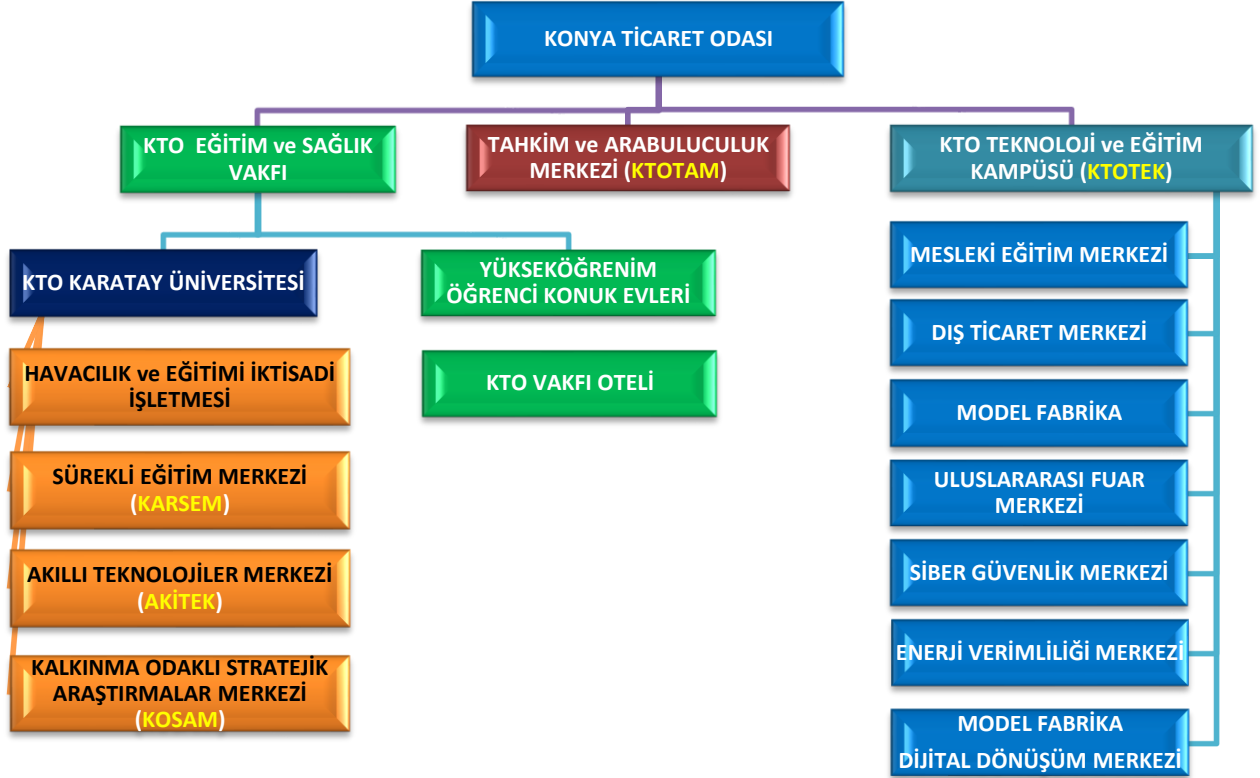 KONYA TİCARET ODASI
KTO EĞİTİM ve SAĞLIK
VAKFI
TAHKİM ve ARABULUCULUK
MERKEZİ (KTOTAM)
KTO TEKNOLOJİ ve EĞİTİM
KAMPÜSÜ (KTOTEK)
KTO KARATAY ÜNİVERSİTESİ
HAVACILIK ve EĞİTİMİ İKTİSADİ
İŞLETMESİ
SÜREKLİ EĞİTİM MERKEZİ
(KARSEM)
AKILLI TEKNOLOJİLER MERKEZİ
(AKİTEK)
KALKINMA ODAKLI STRATEJİK
ARAŞTIRMALAR MERKEZİ
(KOSAM)
YÜKSEKÖĞRENİM
ÖĞRENCİ KONUK EVLERİ
KTO VAKFI OTELİ
MESLEKİ EĞİTİM MERKEZİ
DIŞ TİCARET MERKEZİ
MODEL FABRİKA
ULUSLARARASI FUAR
MERKEZİ
SİBER GÜVENLİK MERKEZİ
ENERJİ VERİMLİLİĞİ MERKEZİ
MODEL FABRİKA
DİJİTAL DÖNÜŞÜM MERKEZİ